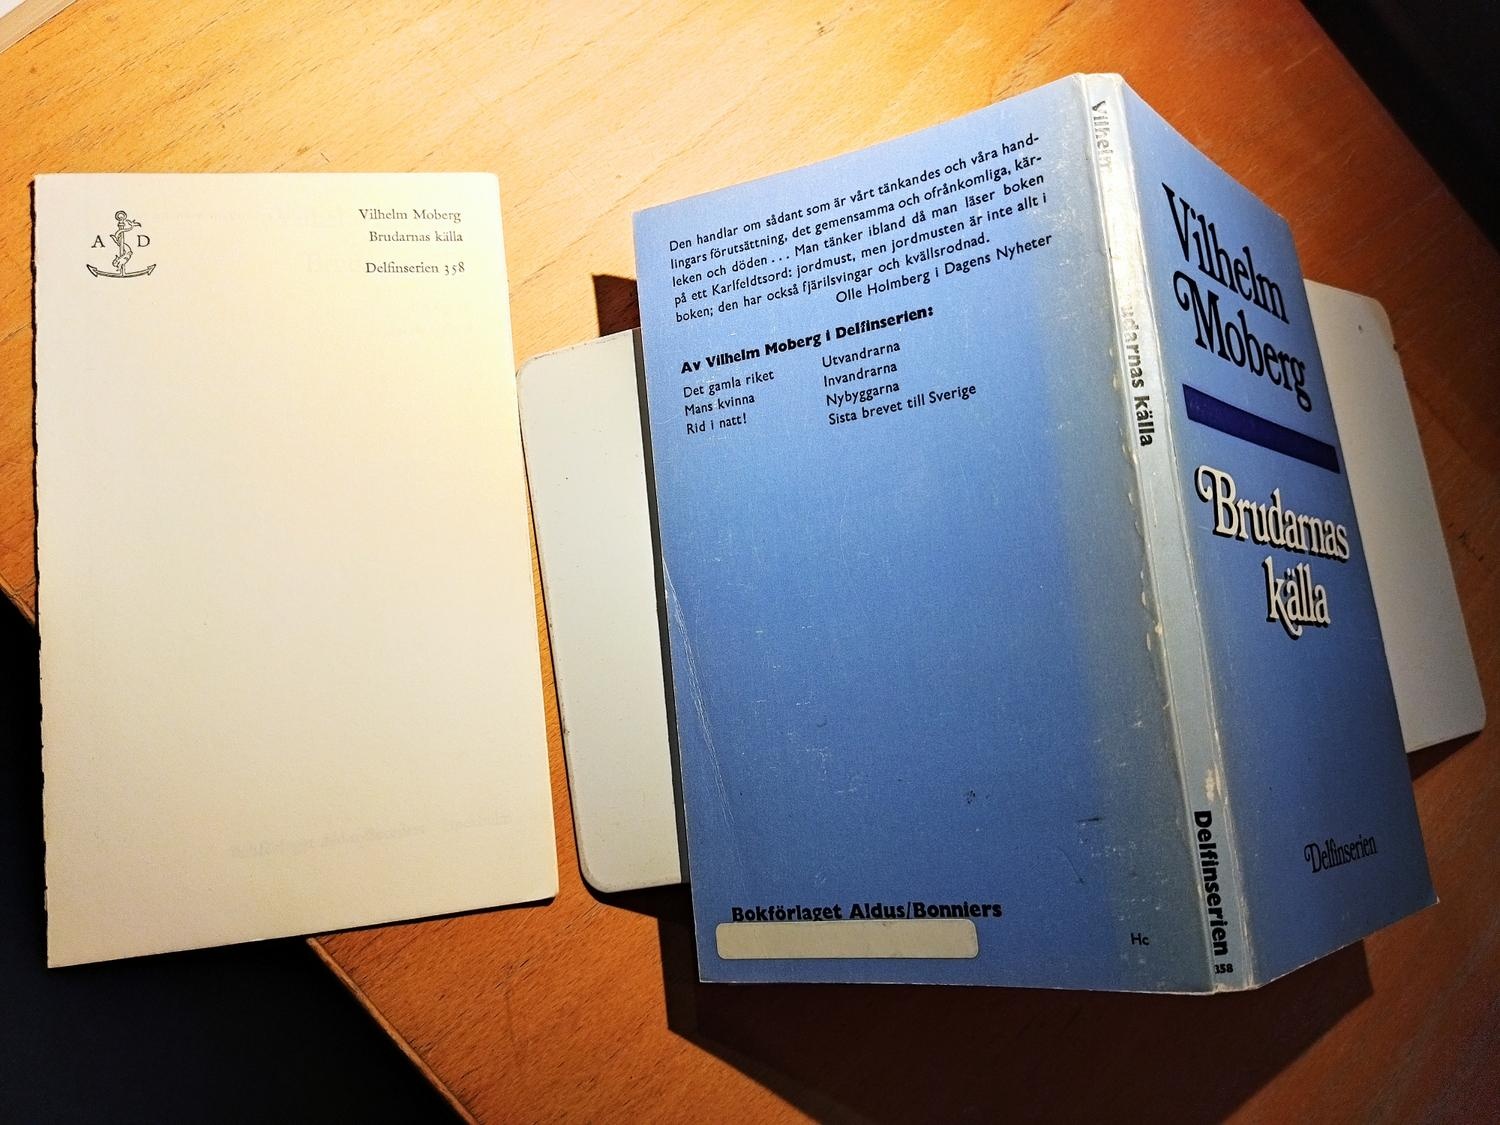 A D
Vilhelm Moberg
Brudarnas källa
Delfinserien 358
Den handlar om sådant som är vårt tänkandes och våra hand-
lingars förutsättning, det gemensamma och ofrånkomliga, kär-
leken och döden . . . Man tänker ibland då man läser boken
på ett Karlfeldtsord: jordmust, men jordmusten är inte allt i
boken; den har också fjärilsvingar och kvällsrodnad.
Olle Holmberg i Dagens Nyheter
Av Vilhelm Moberg i Delfinserien:
Det gamla riket
Mans kvinna
Rid i natt!
Utvandrarna
Invandrarna
Nybyggarna
Sista brevet till Sverige
Bokförlaget Aldus/Bonniers
Hc
Vilhelm
Brudarnas källa
Delfinserien
358
Vilhelm
Moberg
Brudarnas
källa
Delfinserien